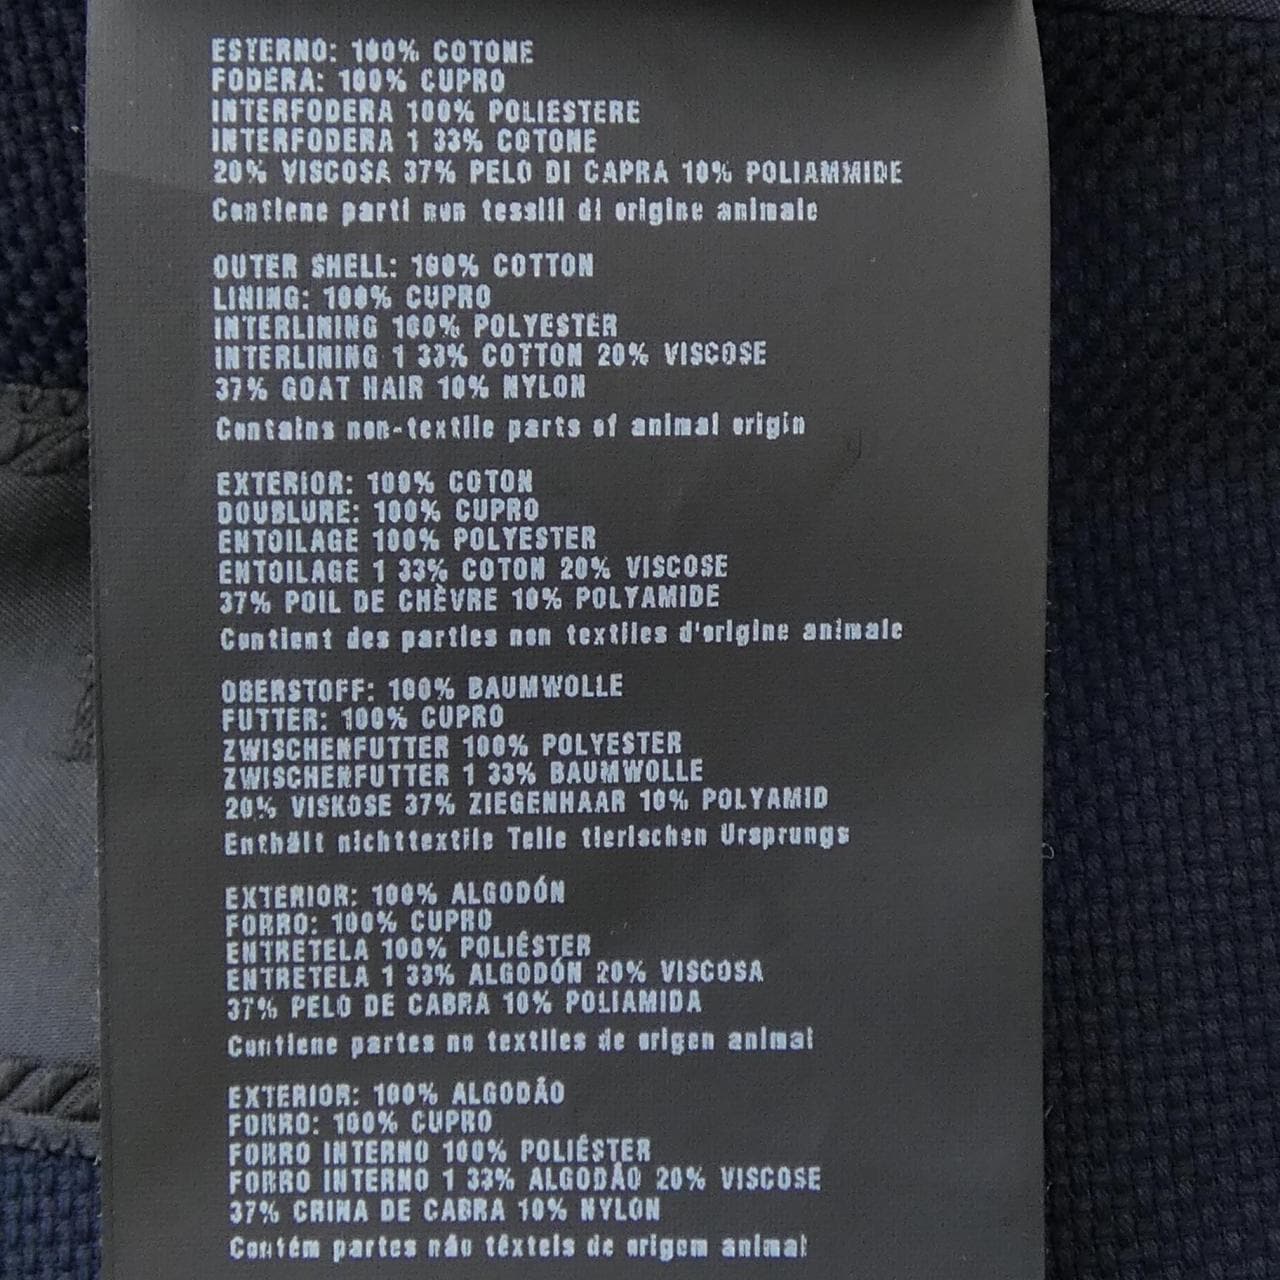 ESTERNO: 100% COTONE
FODERA: 100% CUPRO
INTERFODERA 100% POLIESTERE
INTERFODERA 1 33% COTONE
20% VISCOSA 37% PELO DI CAPRA 10% POLIAMMIDE
Contiene parti non tessili di origine animale
OUTER SHELL: 100% COTTON
LINING: 100% CUPRO
INTERLINING 100% POLYESTER
INTERLINING 1 33% COTTON 20% VISCOSE
37% GOAT HAIR 10% NYLON
Contains non-textile parts of animal origin
EXTERIOR: 100% COTON
DOUBLURE: 100% CUPRO
ENTOILAGE 100% POLYESTER
ENTOILAGE 1 33% COTON 20% VISCOSE
37% POIL DE CHÈVRE 10% POLYAMIDE
Contient des parties non textiles d'origine animale
OBERSTOFF: 100% BAUMWOLLE
FUTTER: 100% CUPRO
ZWISCHENFUTTER 100% POLYESTER
ZWISCHENFUTTER 1 33% BAUMWOLLE
20% VISKOSE 37% ZIEGENHAAR 10% POLYAMID
Enthält nichttextile Teile tierischen Ursprungs
EXTERIOR: 100% ALGODÓN
FORRO: 100% CUPRO
ENTRETELA 100% POLIÉSTER
ENTRETELA 1 33% ALGODÓN 20% VISCOSA
37% PELO DE CABRA 10% POLIAMIDA
Contiene partes no textiles de origen animal
EXTERIOR: 100% ALGODÃO
FORRO: 100% CUPRO
FORRO INTERNO 100% POLIÉSTER
FORRO INTERNO 1 33% ALGODÃO 20% VISCOSE
37% CRINA DE CABRA 10% NYLON
Contém partes não têxteis de origem animal